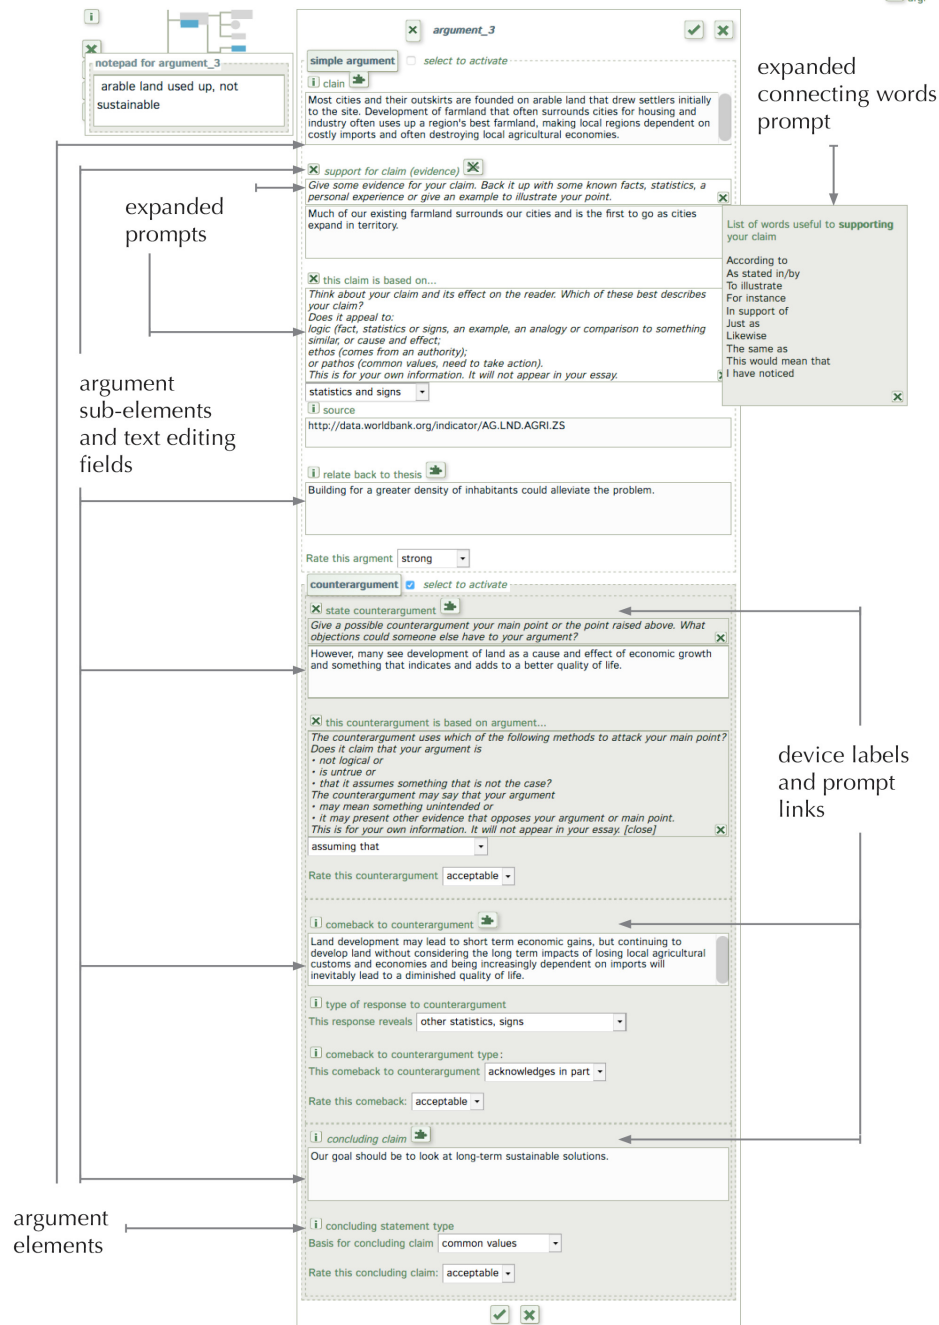 argument_3
notepad for argument_3
arable land used up, not
sustainable
simple argument
select to activate
clain
Most cities and their outskirts are founded on arable land that drew settlers initially
to the site. Development of farmland that often surrounds cities for housing and
industry often uses up a region's best farmland, making local regions dependent on
costly imports and often destroying local agricultural economies.
expanded
connecting words
prompt
support for claim (evidence)
Give some evidence for your claim. Back it up with some known facts, statistics, a
personal experience or give an example to illustrate your point.
expanded
prompts
Much of our existing farmland surrounds our cities and is the first to go as cities
expand in territory.
List of words useful to supporting
your claim
According to
As stated in/by
To illustrate
For instance
In support of
Just as
Likewise
The same as
This would mean that
I have noticed
this claim is based on...
Think about your claim and its effect on the reader. Which of these best describes
your claim?
Does it appeal to:
logic (fact, statistics or signs, an example, an analogy or comparison to something
similar, or cause and effect;
ethos (comes from an authority);
or pathos (common values, need to take action).
This is for your own information. It will not appear in your essay.
statistics and signs
argument
sub-elements
and text editing
fields
source
http://data.worldbank.org/indicator/AG.LND.AGRI.ZS
relate back to thesis
Building for a greater density of inhabitants could alleviate the problem.
Rate this argment strong
counterargument
select to activate
state counterargument
Give a possible counterargument your main point or the point raised above. What
objections could someone else have to your argument?
However, many see development of land as a cause and effect of economic growth
and something that indicates and adds to a better quality of life.
this counterargument is based on argument...
The counterargument uses which of the following methods to attack your main point?
Does it claim that your argument is
• not logical or
• is untrue or
• that it assumes something that is not the case?
The counterargument may say that your argument
• may mean something unintended or
• it may present other evidence that opposes your argument or main point.
This is for your own information. It will not appear in your essay. [close]
assuming that
device labels
and prompt
links
Rate this counterargument acceptable
comeback to counterargument
Land development may lead to short term economic gains, but continuing to
develop land without considering the long term impacts of losing local agricultural
customs and economies and being increasingly dependent on imports will
inevitably lead to a diminished quality of life.
type of response to counterargument
This response reveals other statistics, signs
comeback to counterargument type:
This comeback to counterargument acknowledges in part
Rate this comeback: acceptable
concluding claim
Our goal should be to look at long-term sustainable solutions.
argument
elements
concluding statement type
Basis for concluding claim common values
Rate this concluding claim: acceptable